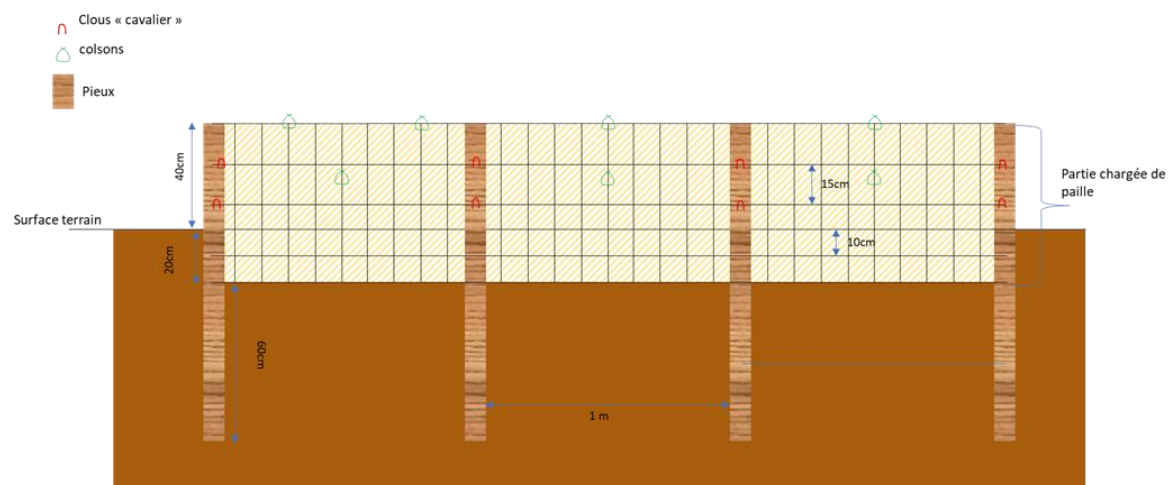 Clous « cavalier »
colsons
Pieux
40cm
15cm
Partie chargée de
paille
Surface terrain
20cm
10cm
60cm
1 m